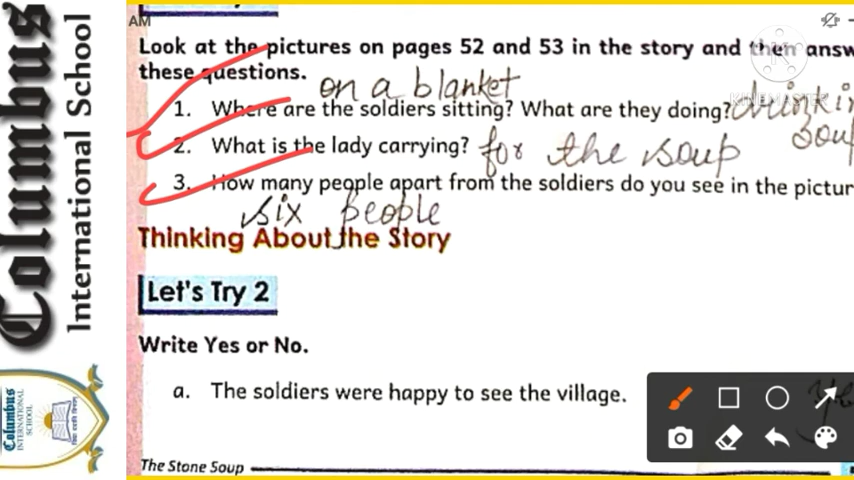 AM
Look at the pictures on pages 52 and 53 in the story and then answ
these questions.
on a blanket
1. Where are the soldiers sitting? What are they doing? drinkin
soup
2. What is the lady carrying? for the soup
3. How many people apart from the soldiers do you see in the pictur
six people
Thinking About the Story
Let's Try 2
Write Yes or No.
a. The soldiers were happy to see the village.
The Stone Soup
Columbus
International School
Columbus
INTERNATIONAL
SCHOOL
KINEMASTER